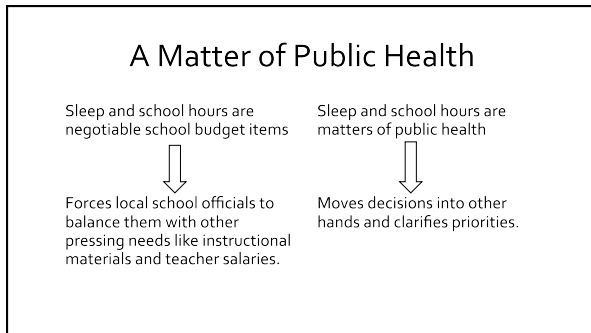 A Matter of Public Health
Sleep and school hours are
negotiable school budget items
Forces local school officials to
balance them with other
pressing needs like instructional
materials and teacher salaries.
Sleep and school hours are
matters of public health
Moves decisions into other
hands and clarifies priorities.